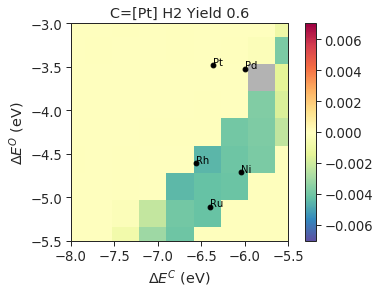 C=[Pt] H2 Yield 0.6
ΔE^O (eV)
−3.0
−3.5
−4.0
−4.5
−5.0
−5.5
Pt
Pd
Rh
Ni
Ru
−8.0 −7.5 −7.0 −6.5 −6.0 −5.5
ΔE^C (eV)
0.006
0.004
0.002
0.000
−0.002
−0.004
−0.006